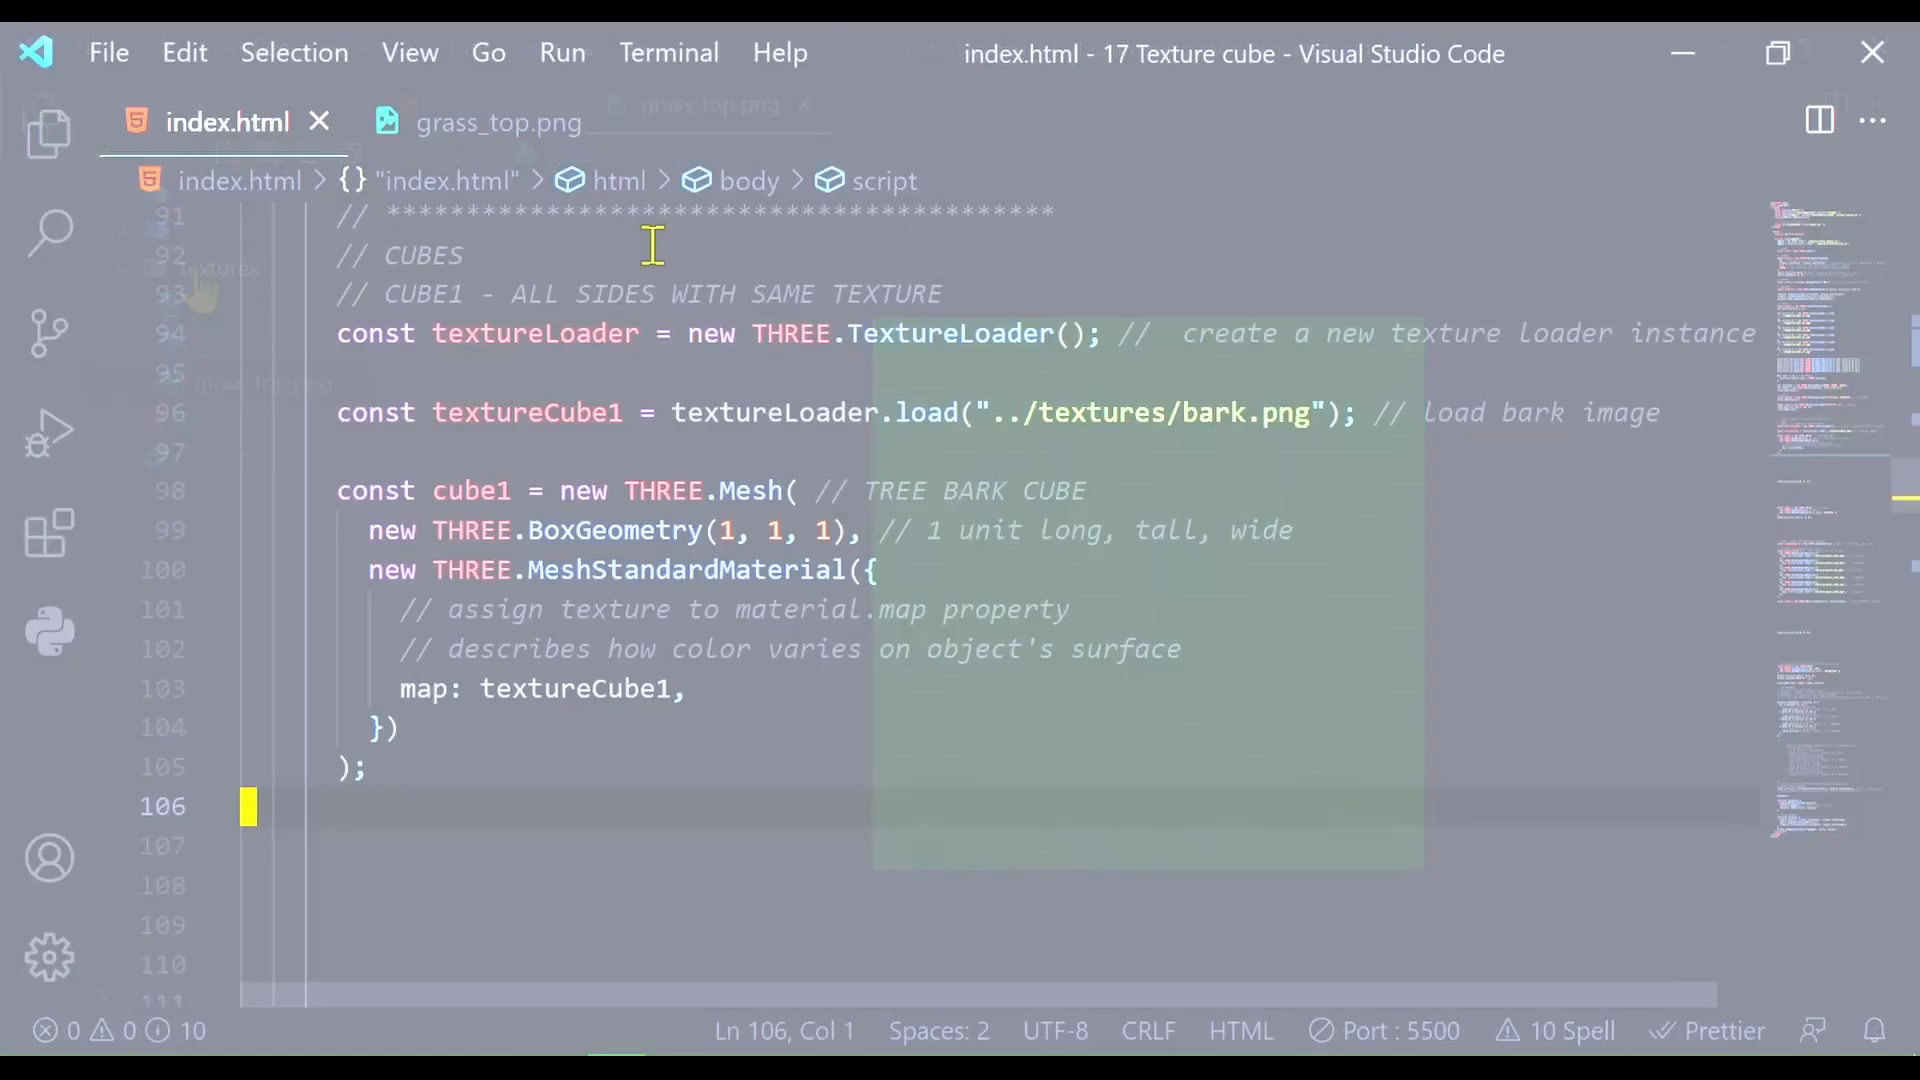 File Edit Selection View Go Run Terminal Help index.html - 17 Texture cube - Visual Studio Code
grass_top.png
index.html grass_top.png
index.html > {} "index.html" > html > body > script
91 // ******************************************
92 // CUBES
textures
93 // CUBE1 - ALL SIDES WITH SAME TEXTURE
94 const textureLoader = new THREE.TextureLoader(); //  create a new texture loader instance
95
grass_top.png
96 const textureCube1 = textureLoader.load("../textures/bark.png"); // load bark image
97
98 const cube1 = new THREE.Mesh( // TREE BARK CUBE
99 new THREE.BoxGeometry(1, 1, 1), // 1 unit long, tall, wide
100 new THREE.MeshStandardMaterial({
101 // assign texture to material.map property
102 // describes how color varies on object's surface
103 map: textureCube1,
104 })
105 );
106
107
108
109
110
111
0 0 10 Ln 106, Col 1 Spaces: 2 UTF-8 CRLF HTML Port : 5500 10 Spell Prettier